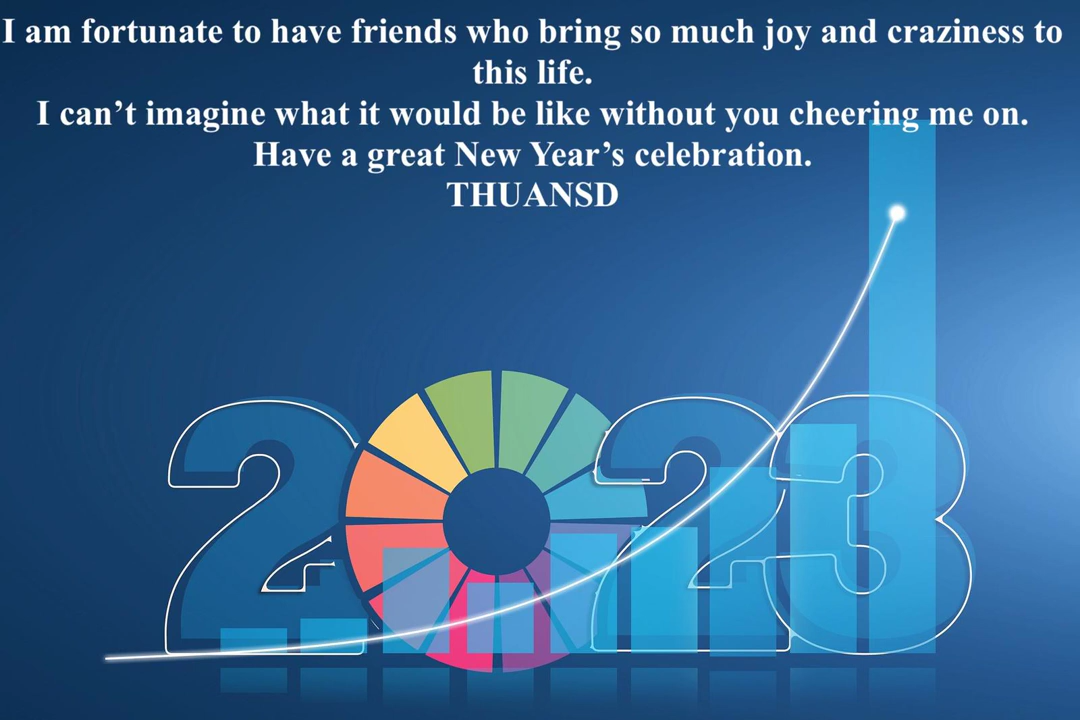 I am fortunate to have friends who bring so much joy and craziness to
this life.
I can’t imagine what it would be like without you cheering me on.
Have a great New Year’s celebration.
THUANSD
2023